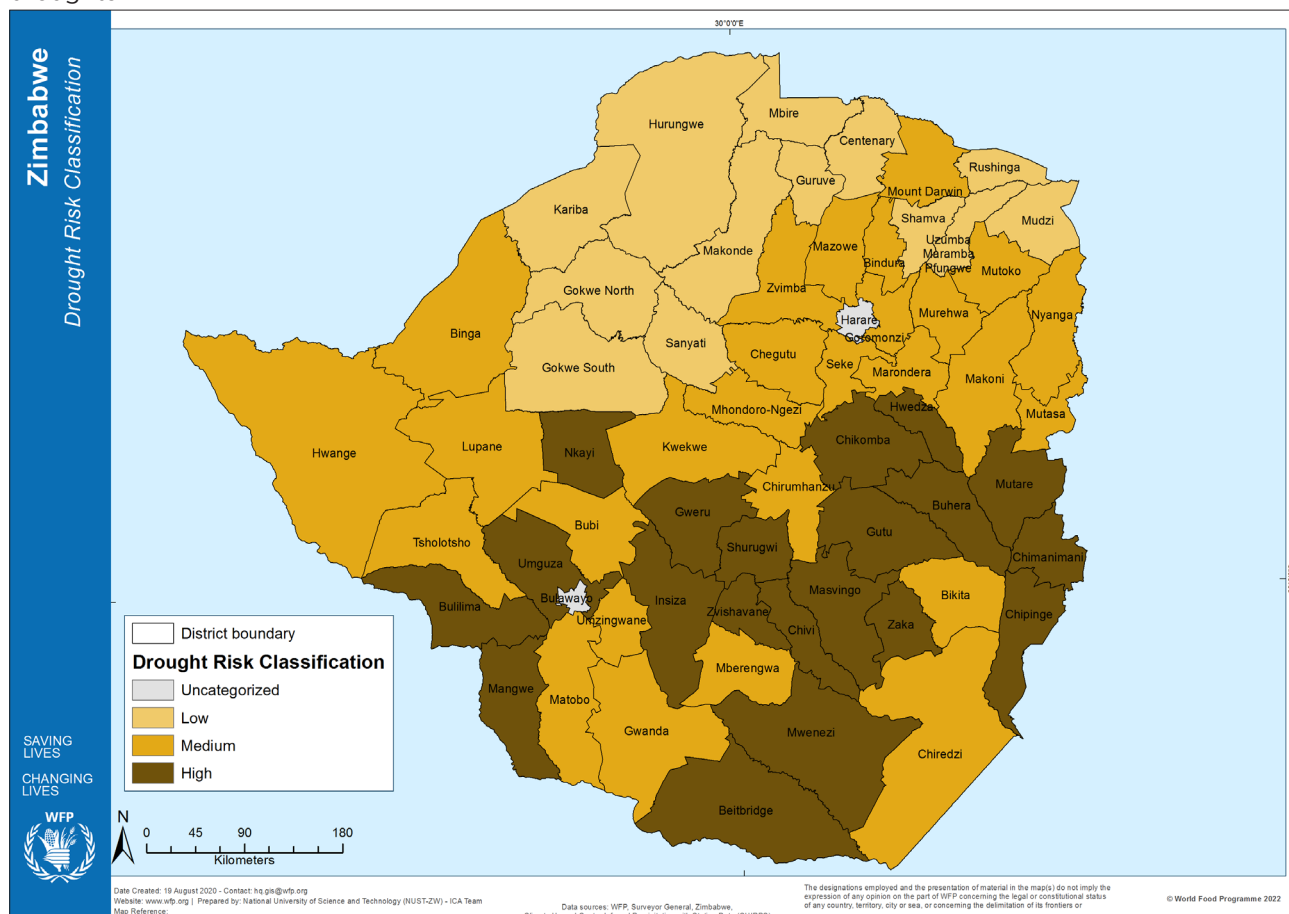 30°0'0"E
Zimbabwe
Drought Risk Classification
Hurungwe
Mbire
Centenary
Rushinga
Guruve
Mount Darwin
Kariba
Shamva
Mudzi
Uzumba
Maramba
Pfungwe
Makonde
Mazowe
Bindura
Mutoko
Gokwe North
Zvimba
Murehwa
Nyanga
Harare
Binga
Goromonzi
Sanyati
Chegutu
Seke
Gokwe South
Marondera
Makoni
Mhondoro-Ngezi
Hwedza
Mutasa
Chikomba
Hwange
Lupane
Nkayi
Kwekwe
Chirumhanzu
Mutare
Gweru
Buhera
Bubi
Gutu
Tsholotsho
Shurugwi
Chimanimani
Umguza
Masvingo
Bikita
Bulawayo
Bulilima
Insiza
Zvishavane
Chipinge
Umzingwane
Chivi
Zaka
Mberengwa
Mangwe
Matobo
Gwanda
Mwenezi
Chiredzi
Beitbridge
District boundary
Drought Risk Classification
Uncategorized
Low
Medium
High
SAVING
LIVES
CHANGING
LIVES
WFP
N
0 45 90 180
Kilometers
Date Created: 19 August 2020 - Contact: hq.gis@wfp.org
Website: www.wfp.org | Prepared by: National University of Science and Technology (NUST-ZW) - ICA Team
Map Reference:
Data sources: WFP, Surveyor General, Zimbabwe,
The designations employed and the presentation of material in the map(s) do not imply the
expression of any opinion on the part of WFP concerning the legal or constitutional status
of any country, territory, city or sea, or concerning the delimitation of its frontiers or
© World Food Programme 2022